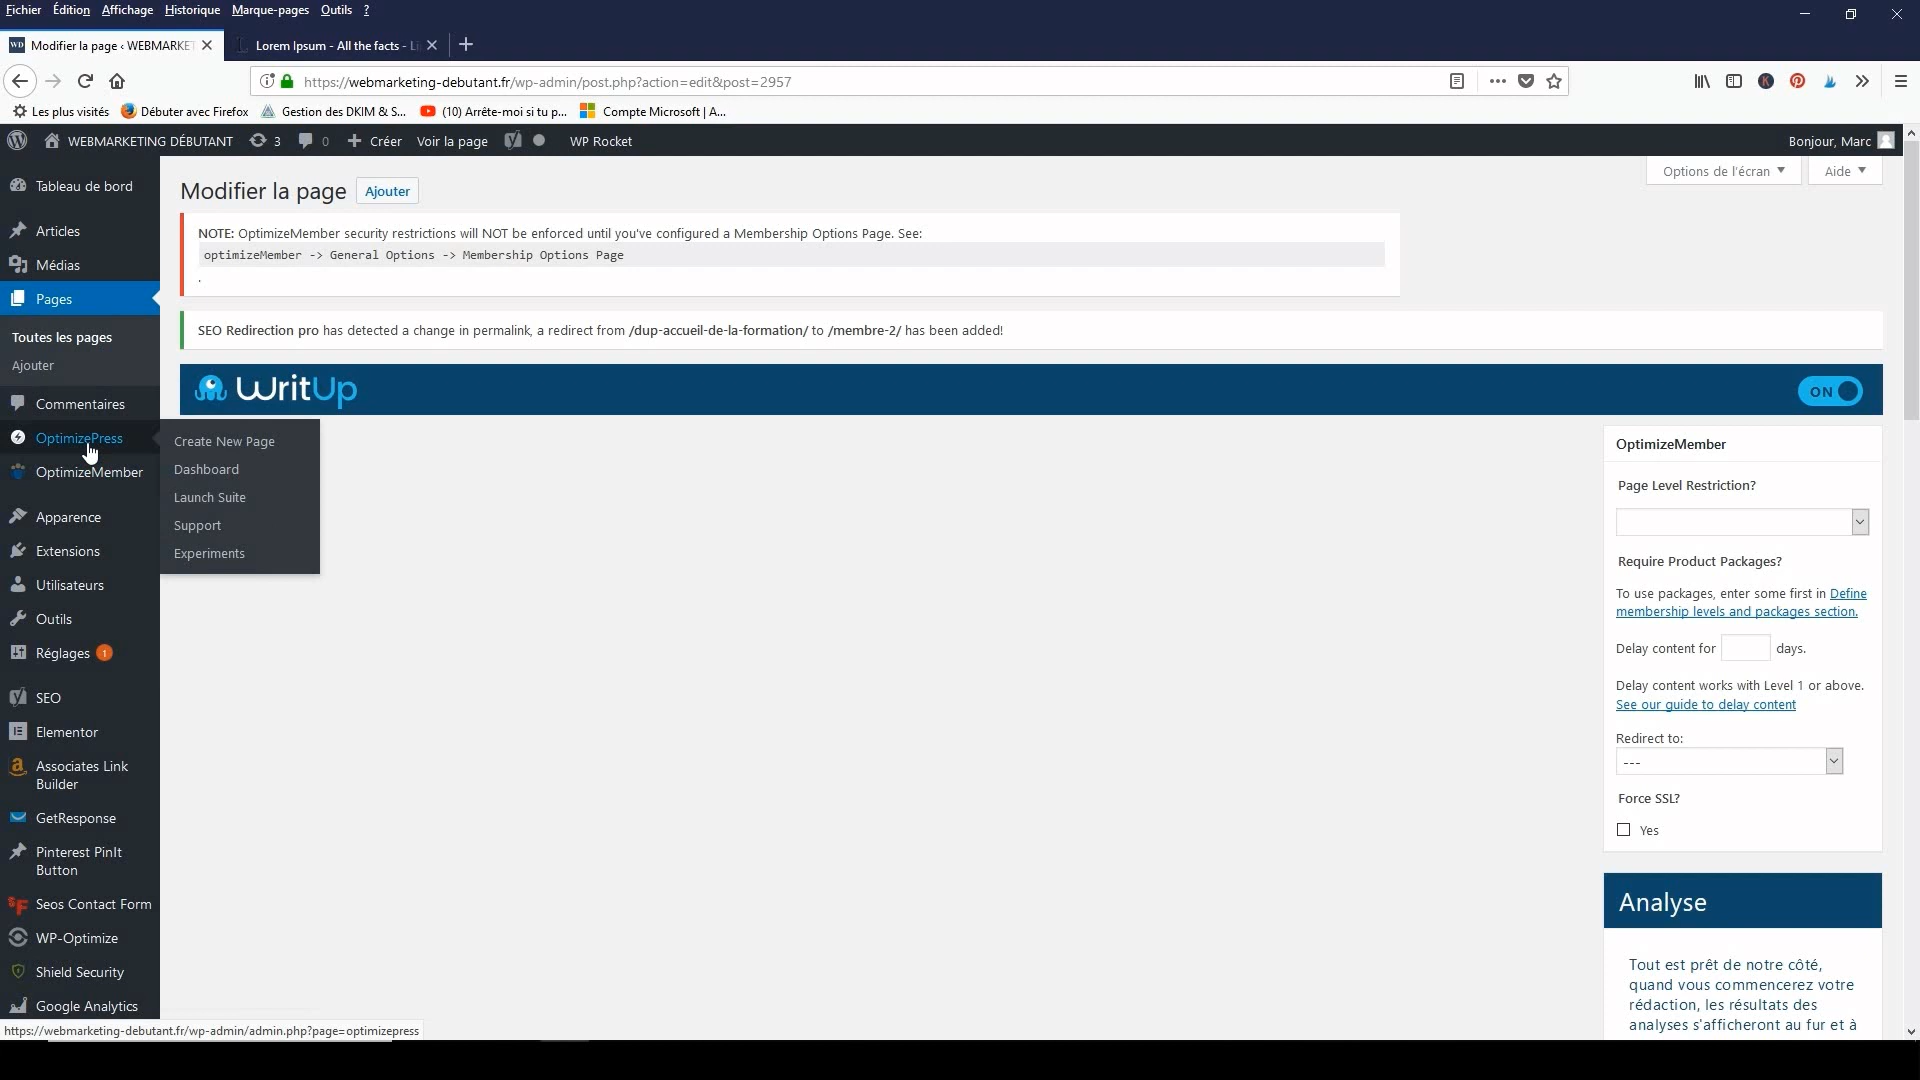 Fichier Édition Affichage Historique Marque-pages Outils ?
WD Modifier la page ‹ WEBMARKET
Lorem Ipsum - All the facts - Li
https://webmarketing-debutant.fr/wp-admin/post.php?action=edit&post=2957
Les plus visités Débuter avec Firefox Gestion des DKIM & S... (10) Arrête-moi si tu p... Compte Microsoft | A...
WEBMARKETING DÉBUTANT 3 0 Créer Voir la page WP Rocket Bonjour, Marc
Options de l'écran Aide
Modifier la page Ajouter
NOTE: OptimizeMember security restrictions will NOT be enforced until you've configured a Membership Options Page. See:
optimizeMember -> General Options -> Membership Options Page
.
SEO Redirection pro has detected a change in permalink, a redirect from /dup-accueil-de-la-formation/ to /membre-2/ has been added!
WritUp ON
Tableau de bord
Articles
Médias
Pages
Toutes les pages
Ajouter
Commentaires
OptimizePress
OptimizeMember
Apparence
Extensions
Utilisateurs
Outils
Réglages 1
SEO
Elementor
Associates Link
Builder
GetResponse
Pinterest PinIt
Button
Seos Contact Form
WP-Optimize
Shield Security
Google Analytics
Create New Page
Dashboard
Launch Suite
Support
Experiments
OptimizeMember
Page Level Restriction?
Require Product Packages?
To use packages, enter some first in Define
membership levels and packages section.
Delay content for days.
Delay content works with Level 1 or above.
See our guide to delay content
Redirect to:
---
Force SSL?
Yes
Analyse
Tout est prêt de notre côté,
quand vous commencerez votre
rédaction, les résultats des
analyses s'afficheront au fur et à
https://webmarketing-debutant.fr/wp-admin/admin.php?page=optimizepress